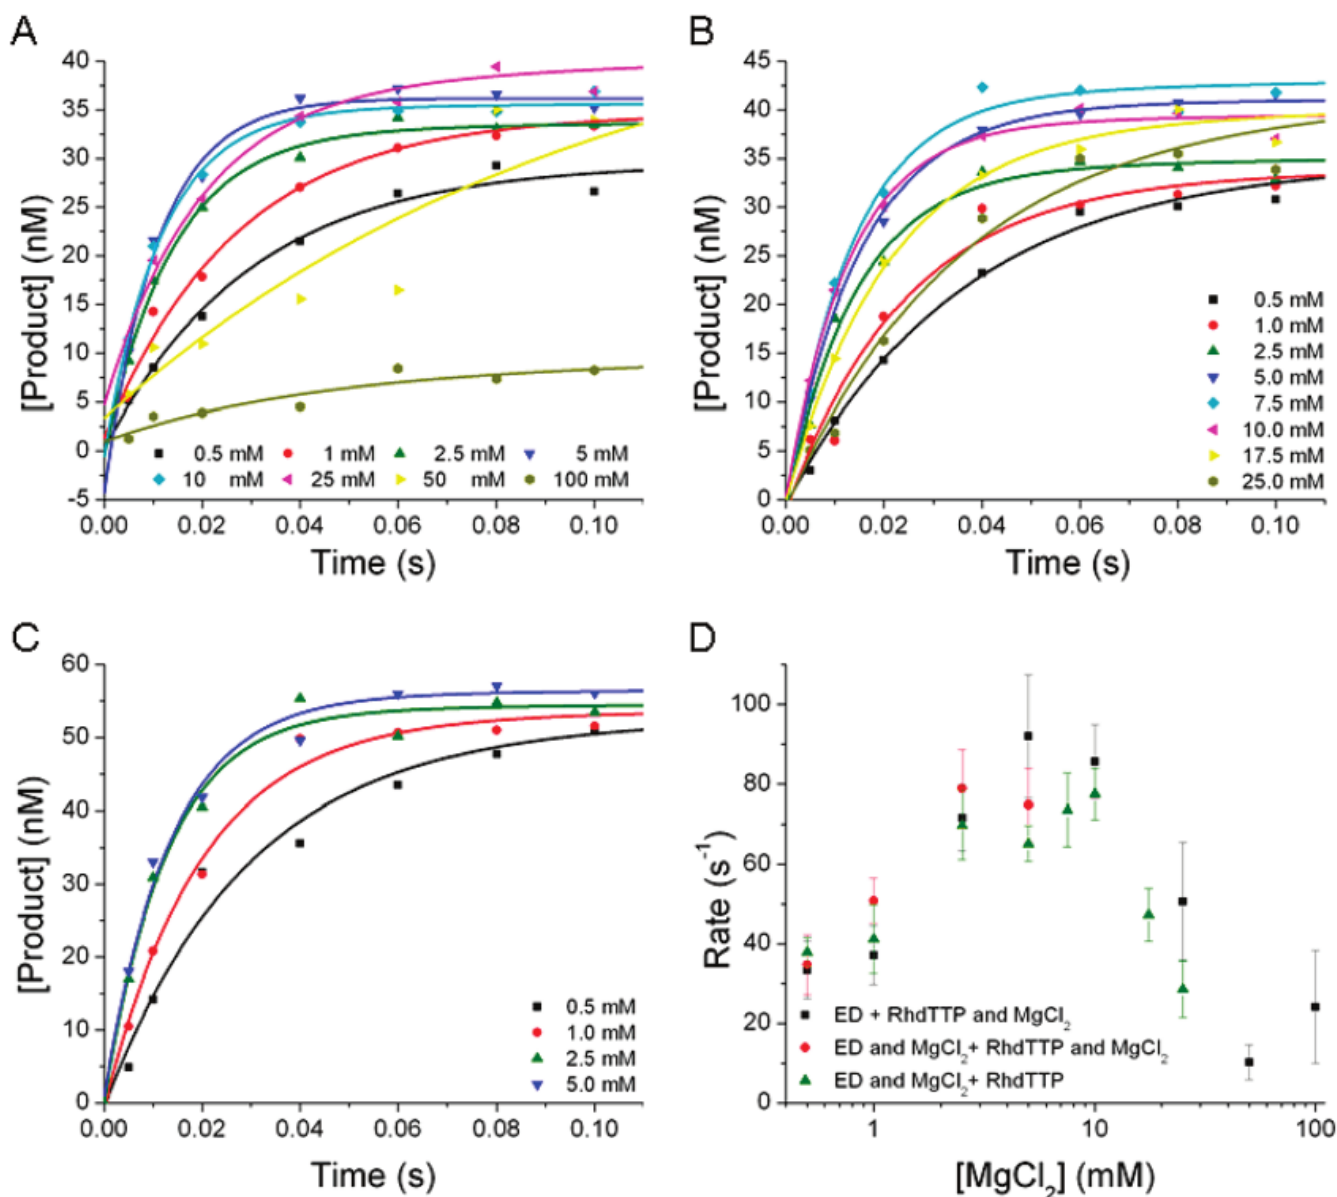 A
[Product] (nM)
40
35
30
25
20
15
10
5
0
-5
0.5 mM 1 mM 2.5 mM 5 mM
10 mM 25 mM 50 mM 100 mM
0.00 0.02 0.04 0.06 0.08 0.10
Time (s)
B
[Product] (nM)
45
40
35
30
25
20
15
10
5
0
0.5 mM
1.0 mM
2.5 mM
5.0 mM
7.5 mM
10.0 mM
17.5 mM
25.0 mM
0.00 0.02 0.04 0.06 0.08 0.10
Time (s)
C
[Product] (nM)
60
50
40
30
20
10
0
0.5 mM
1.0 mM
2.5 mM
5.0 mM
0.00 0.02 0.04 0.06 0.08 0.10
Time (s)
D
Rate (s⁻¹)
100
80
60
40
20
0
ED + RhdTTP and MgCl₂
ED and MgCl₂+ RhdTTP and MgCl₂
ED and MgCl₂+ RhdTTP
1 10 100
[MgCl₂] (mM)